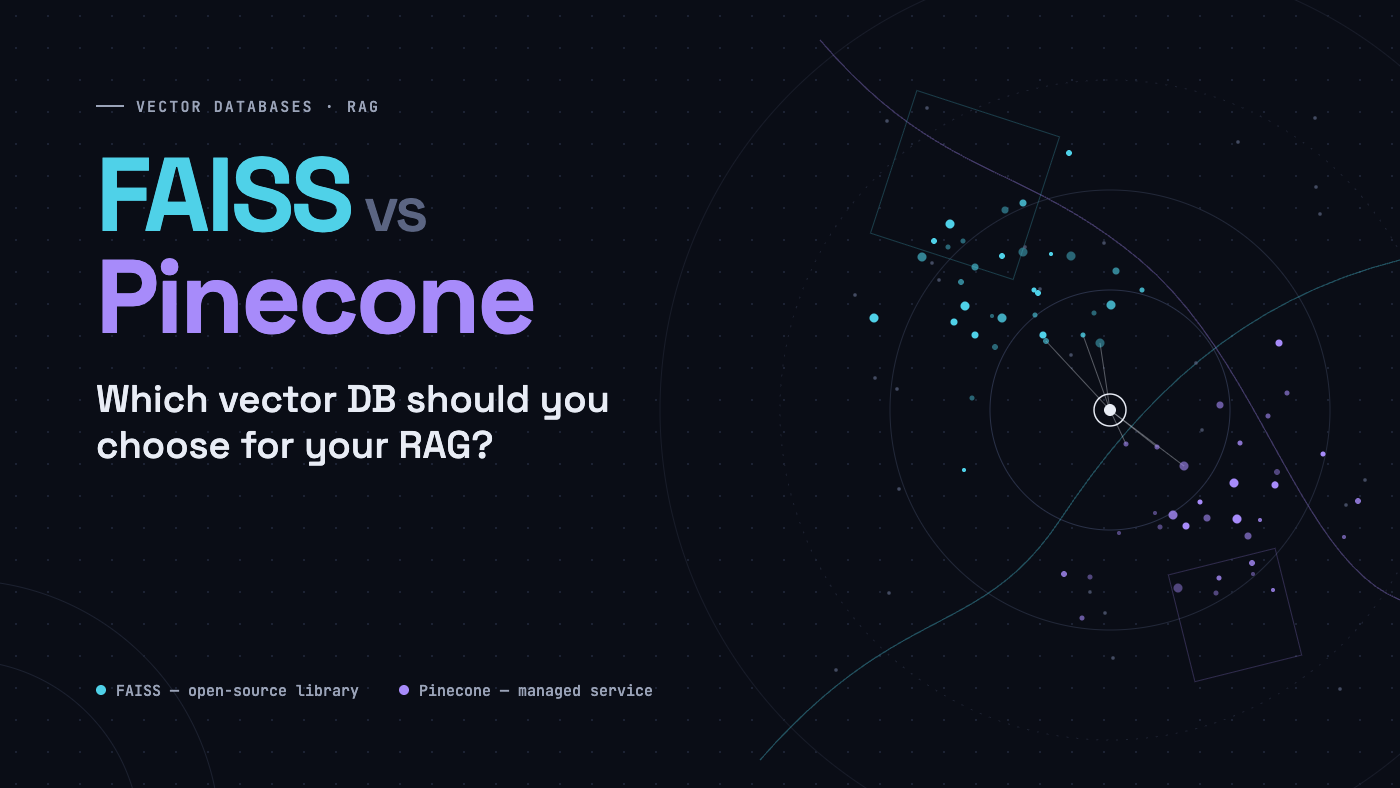 — VECTOR DATABASES · RAG
FAISS vs
Pinecone
Which vector DB should you
choose for your RAG?
FAISS — open-source library
Pinecone — managed service